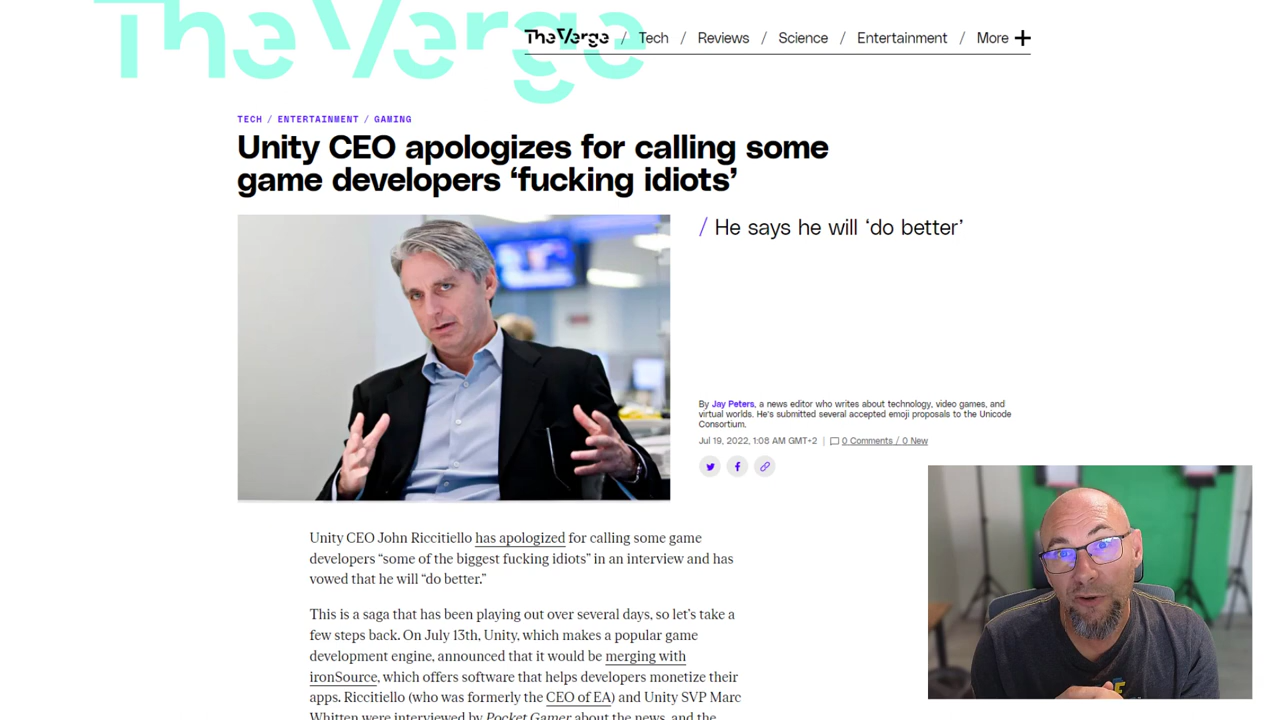 The Verge
The Verge / Tech / Reviews / Science / Entertainment / More +
TECH / ENTERTAINMENT / GAMING
Unity CEO apologizes for calling some
game developers ‘fucking idiots’
/ He says he will ‘do better’
By Jay Peters, a news editor who writes about technology, video games, and
virtual worlds. He’s submitted several accepted emoji proposals to the Unicode
Consortium.
Jul 19, 2022, 1:08 AM GMT+2 | 0 Comments / 0 New
Unity CEO John Riccitiello has apologized for calling some game
developers “some of the biggest fucking idiots” in an interview and has
vowed that he will “do better.”
This is a saga that has been playing out over several days, so let’s take a
few steps back. On July 13th, Unity, which makes a popular game
development engine, announced that it would be merging with
ironSource, which offers software that helps developers monetize their
apps. Riccitiello (who was formerly the CEO of EA) and Unity SVP Marc
Whitten were interviewed by Pocket Gamer about the news, and the